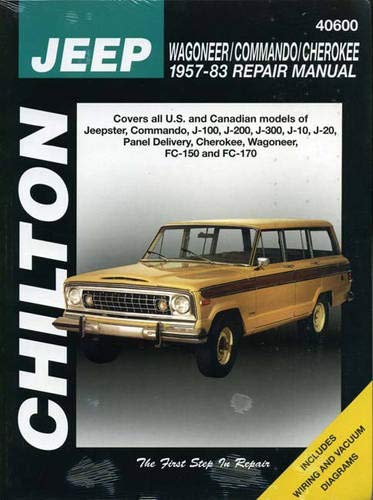 40600
JEEP
WAGONEER/COMMANDO/CHEROKEE
1957-83 REPAIR MANUAL
Covers all U.S. and Canadian models of
Jeepster, Commando, J-100, J-200, J-300, J-10, J-20,
Panel Delivery, Cherokee, Wagoneer,
FC-150 and FC-170
CHILTON
The First Step In Repair
INCLUDES
WIRING AND VACUUM
DIAGRAMS